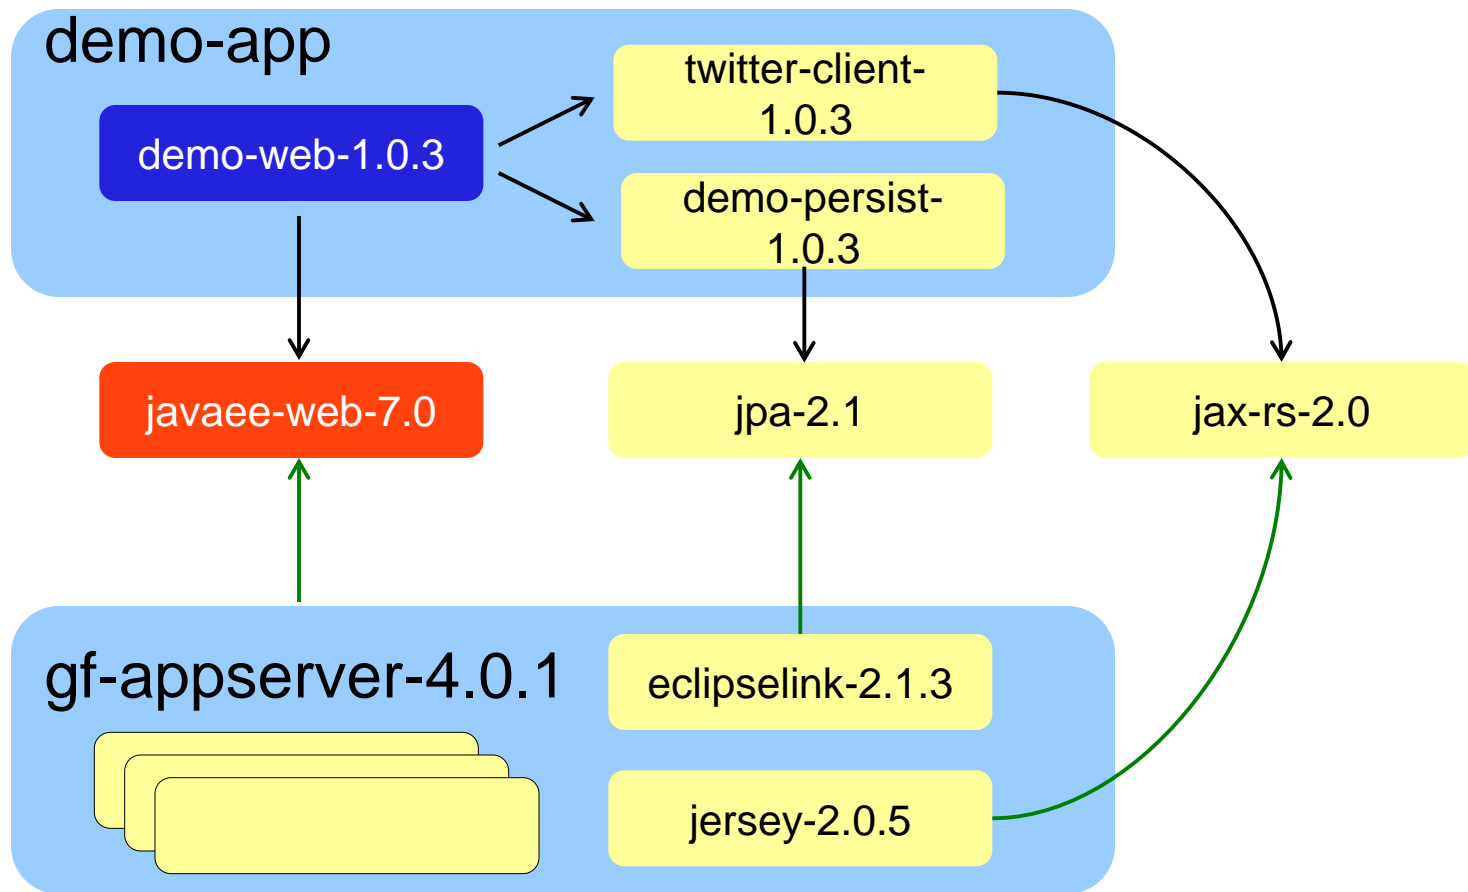 demo-app
twitter-client-
1.0.3
demo-web-1.0.3
demo-persist-
1.0.3
javaee-web-7.0
jpa-2.1
jax-rs-2.0
gf-appserver-4.0.1
eclipselink-2.1.3
jersey-2.0.5